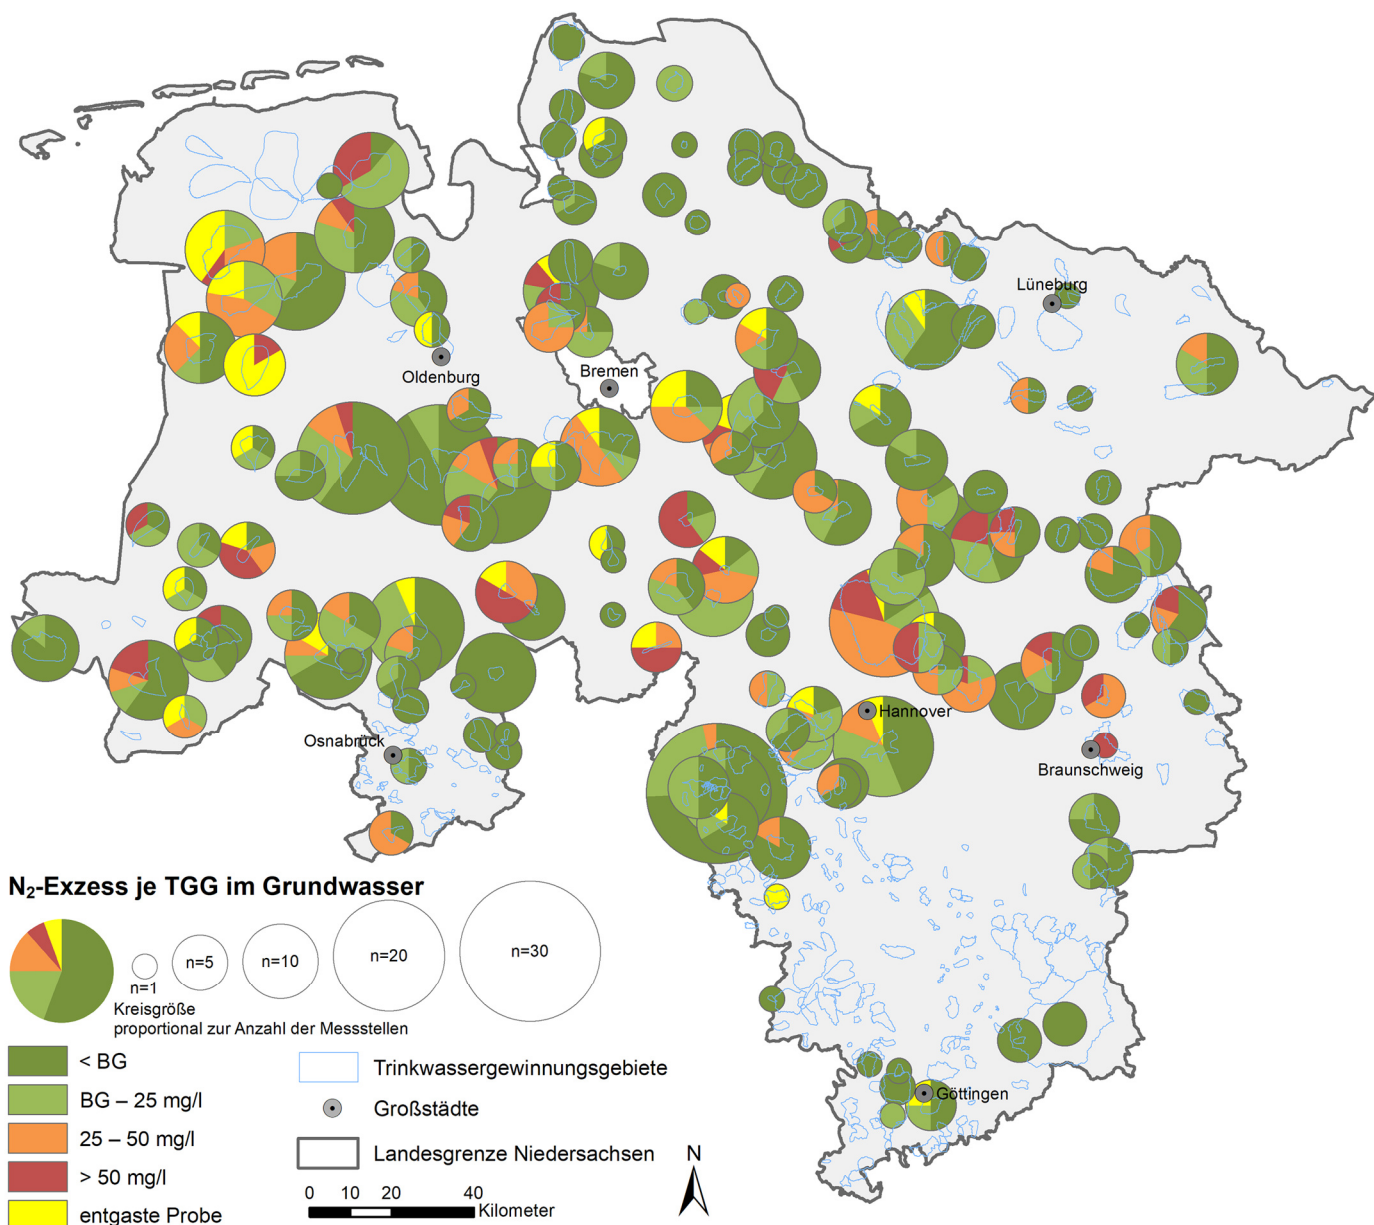 Lüneburg
Bremen
Oldenburg
Hannover
Osnabrück
Braunschweig
Göttingen
N₂-Exzess je TGG im Grundwasser
n=1
n=5
n=10
n=20
n=30
Kreisgröße
proportional zur Anzahl der Messstellen
< BG
BG – 25 mg/l
25 – 50 mg/l
> 50 mg/l
entgaste Probe
Trinkwassergewinnungsgebiete
Großstädte
Landesgrenze Niedersachsen
0 10 20 40
Kilometer
N